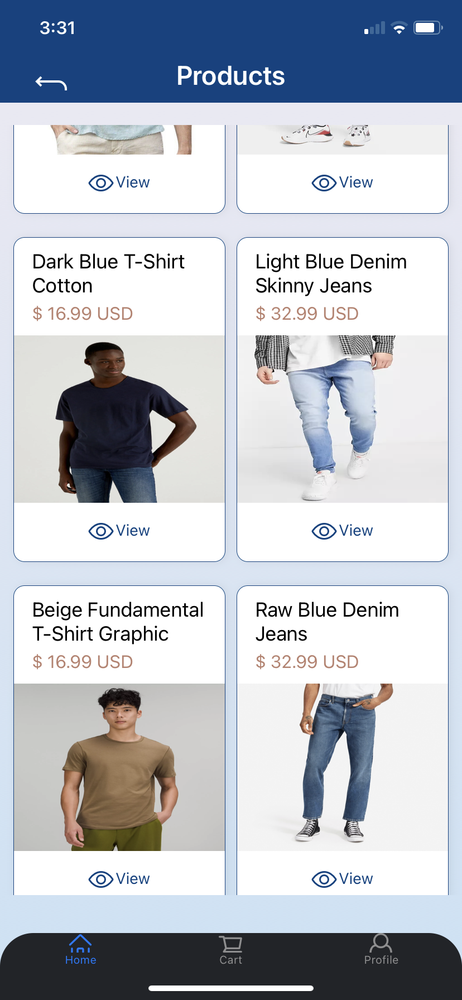 3:31
Products
View
View
Dark Blue T-Shirt
Cotton
$ 16.99 USD
Light Blue Denim
Skinny Jeans
$ 32.99 USD
View
View
Beige Fundamental
T-Shirt Graphic
$ 16.99 USD
Raw Blue Denim
Jeans
$ 32.99 USD
View
View
Home
Cart
Profile